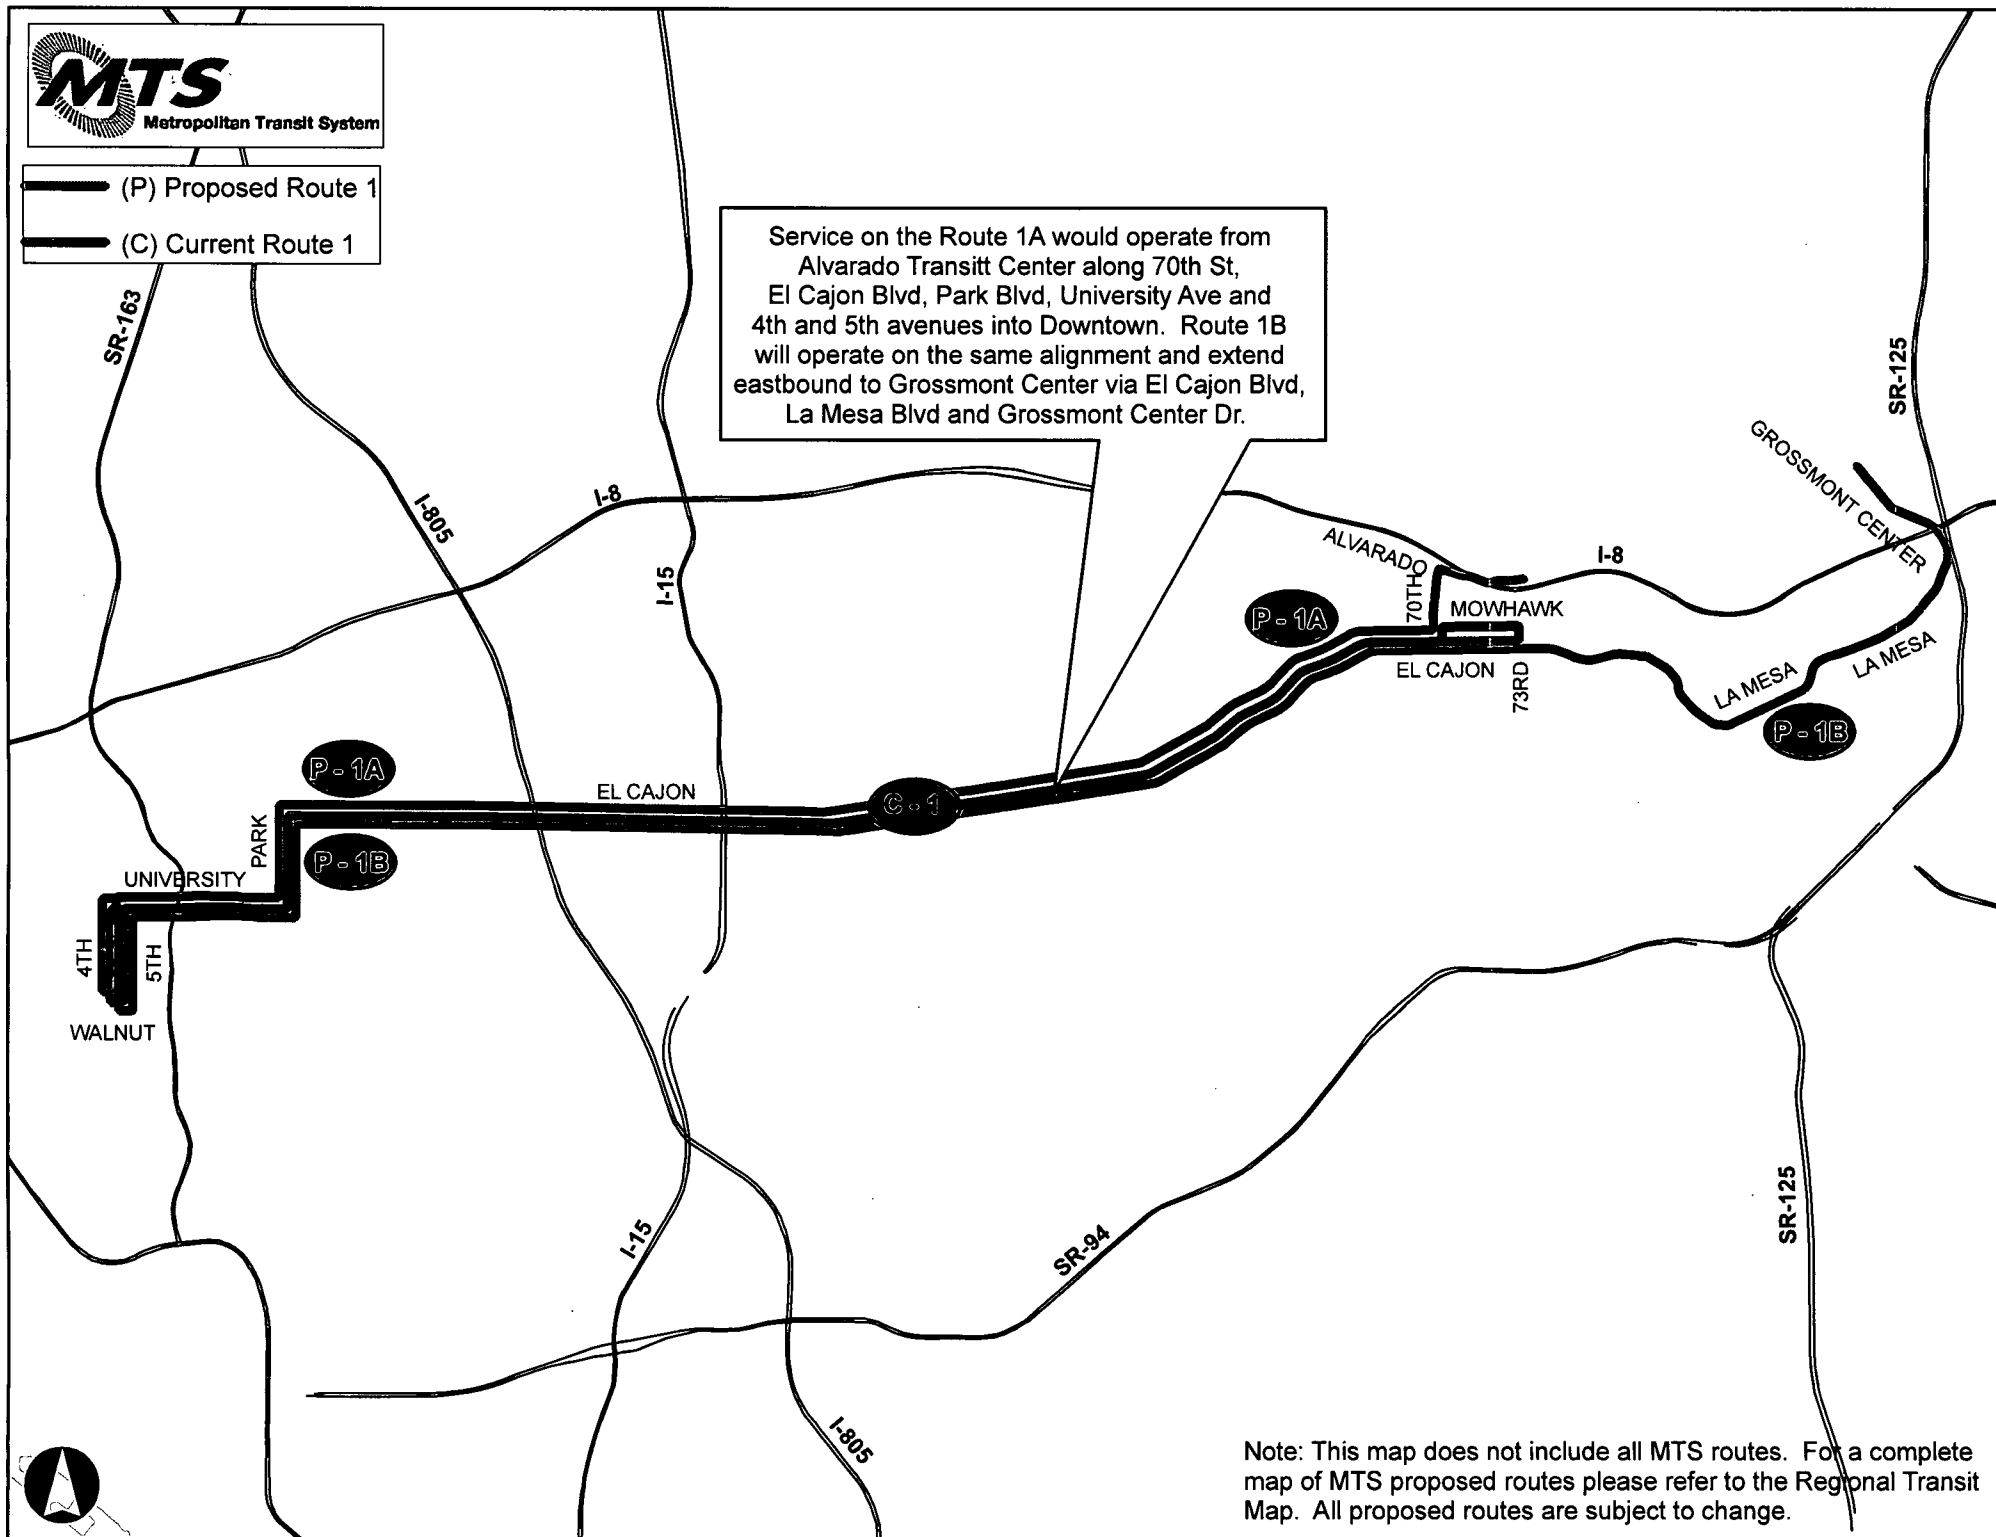 MTS
Metropolitan Transit System
(P) Proposed Route 1
(C) Current Route 1
Service on the Route 1A would operate from
Alvarado Transitt Center along 70th St,
El Cajon Blvd, Park Blvd, University Ave and
4th and 5th avenues into Downtown. Route 1B
will operate on the same alignment and extend
eastbound to Grossmont Center via El Cajon Blvd,
La Mesa Blvd and Grossmont Center Dr.
SR-163
SR-125
I-805
I-8
I-15
GROSSMONT CENTER
ALVARADO
I-8
70TH
MOWHAWK
P - 1A
EL CAJON
73RD
LA MESA
LA MESA
P - 1B
P - 1A
EL CAJON
C - 1
PARK
P - 1B
UNIVERSITY
4TH
5TH
WALNUT
I-15
SR-94
SR-125
I-805
Note: This map does not include all MTS routes. For a complete
map of MTS proposed routes please refer to the Regional Transit
Map. All proposed routes are subject to change.